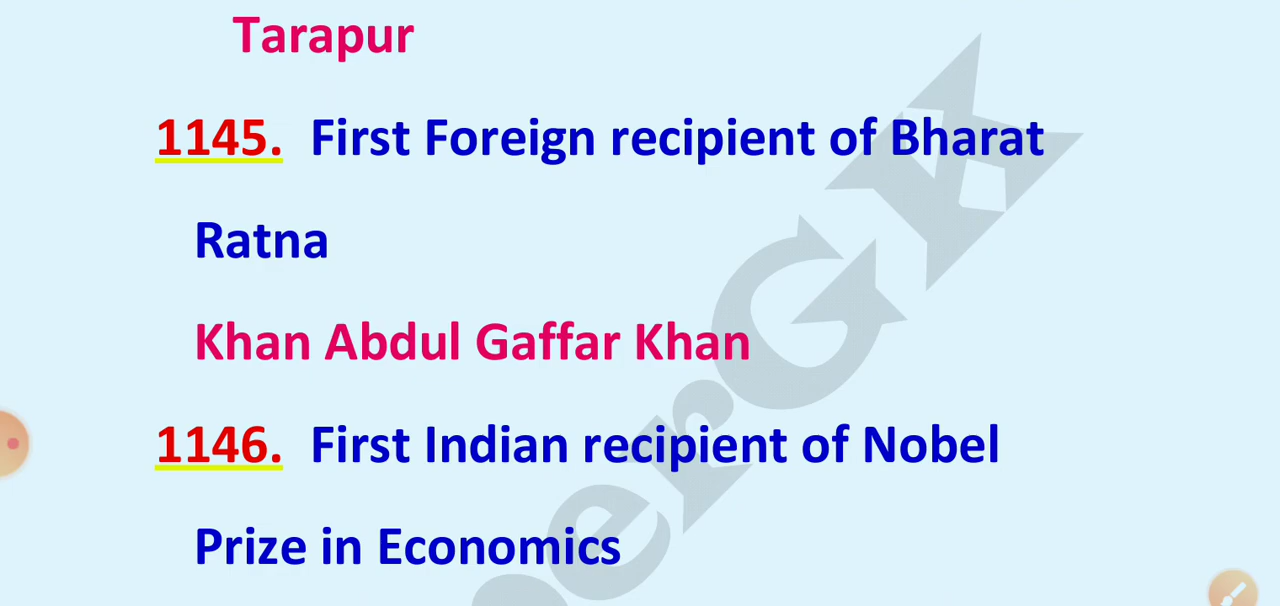 Tarapur
1145. First Foreign recipient of Bharat
Ratna
Khan Abdul Gaffar Khan
1146. First Indian recipient of Nobel
Prize in Economics
erGK